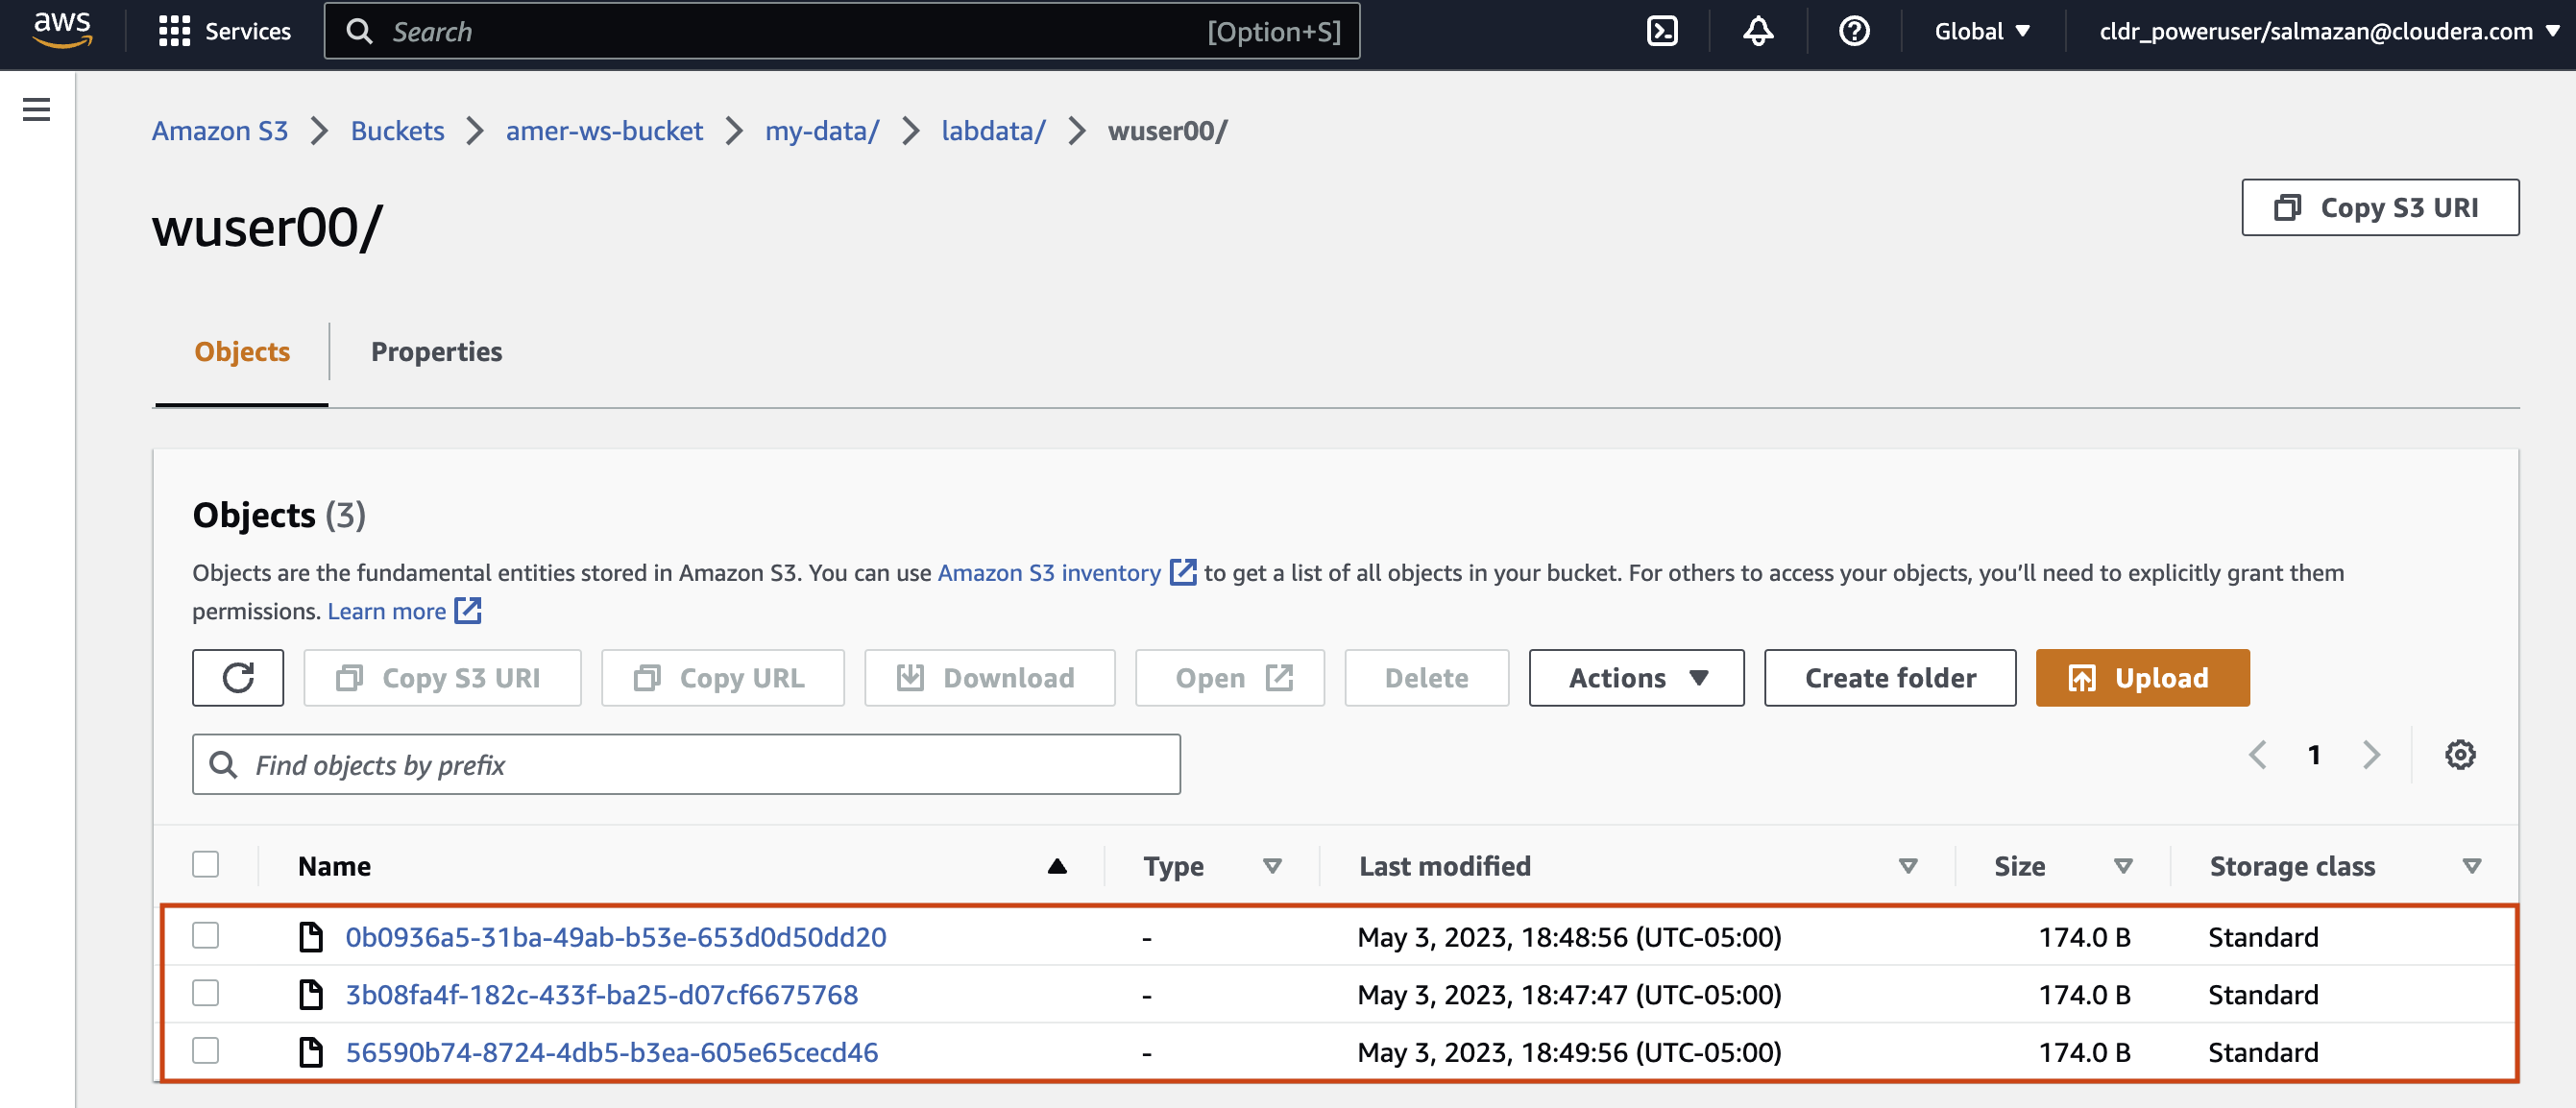 aws Services Search [Option+S] Global cldr_poweruser/salmazan@cloudera.com
Amazon S3 Buckets amer-ws-bucket my-data/ labdata/ wuser00/
wuser00/
Copy S3 URI
Objects Properties
Objects (3)
Objects are the fundamental entities stored in Amazon S3. You can use Amazon S3 inventory to get a list of all objects in your bucket. For others to access your objects, you’ll need to explicitly grant them
permissions. Learn more
Copy S3 URI Copy URL Download Open Delete Actions Create folder Upload
Find objects by prefix 1
Name Type Last modified Size Storage class
0b0936a5-31ba-49ab-b53e-653d0d50dd20 - May 3, 2023, 18:48:56 (UTC-05:00) 174.0 B Standard
3b08fa4f-182c-433f-ba25-d07cf6675768 - May 3, 2023, 18:47:47 (UTC-05:00) 174.0 B Standard
56590b74-8724-4db5-b3ea-605e65cecd46 - May 3, 2023, 18:49:56 (UTC-05:00) 174.0 B Standard